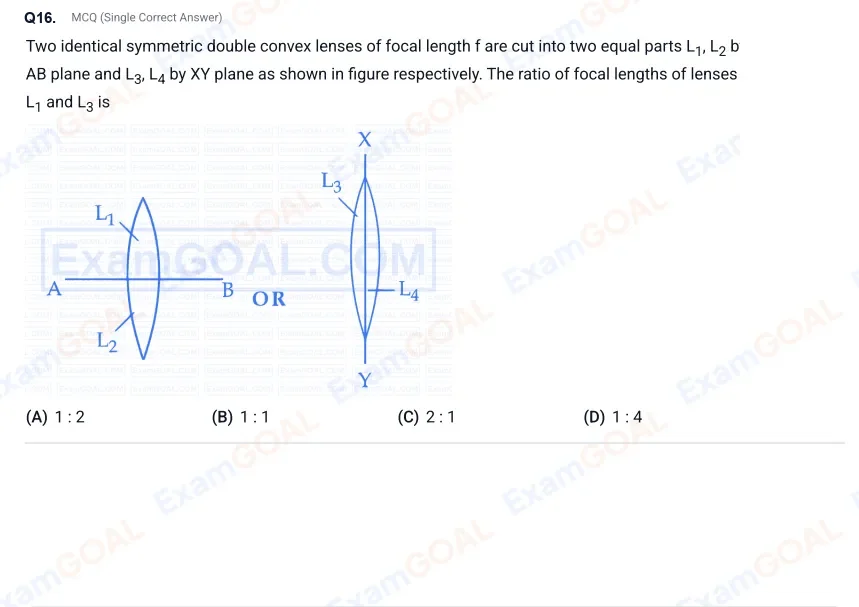 Q16. MCQ (Single Correct Answer)
Two identical symmetric double convex lenses of focal length f are cut into two equal parts L₁, L₂ b
AB plane and L₃, L₄ by XY plane as shown in figure respectively. The ratio of focal lengths of lenses
L₁ and L₃ is
X
L₃
L₁
ExamGOAL.COM
A
B
OR
L₄
L₂
Y
(A) 1 : 2
(B) 1 : 1
(C) 2 : 1
(D) 1 : 4